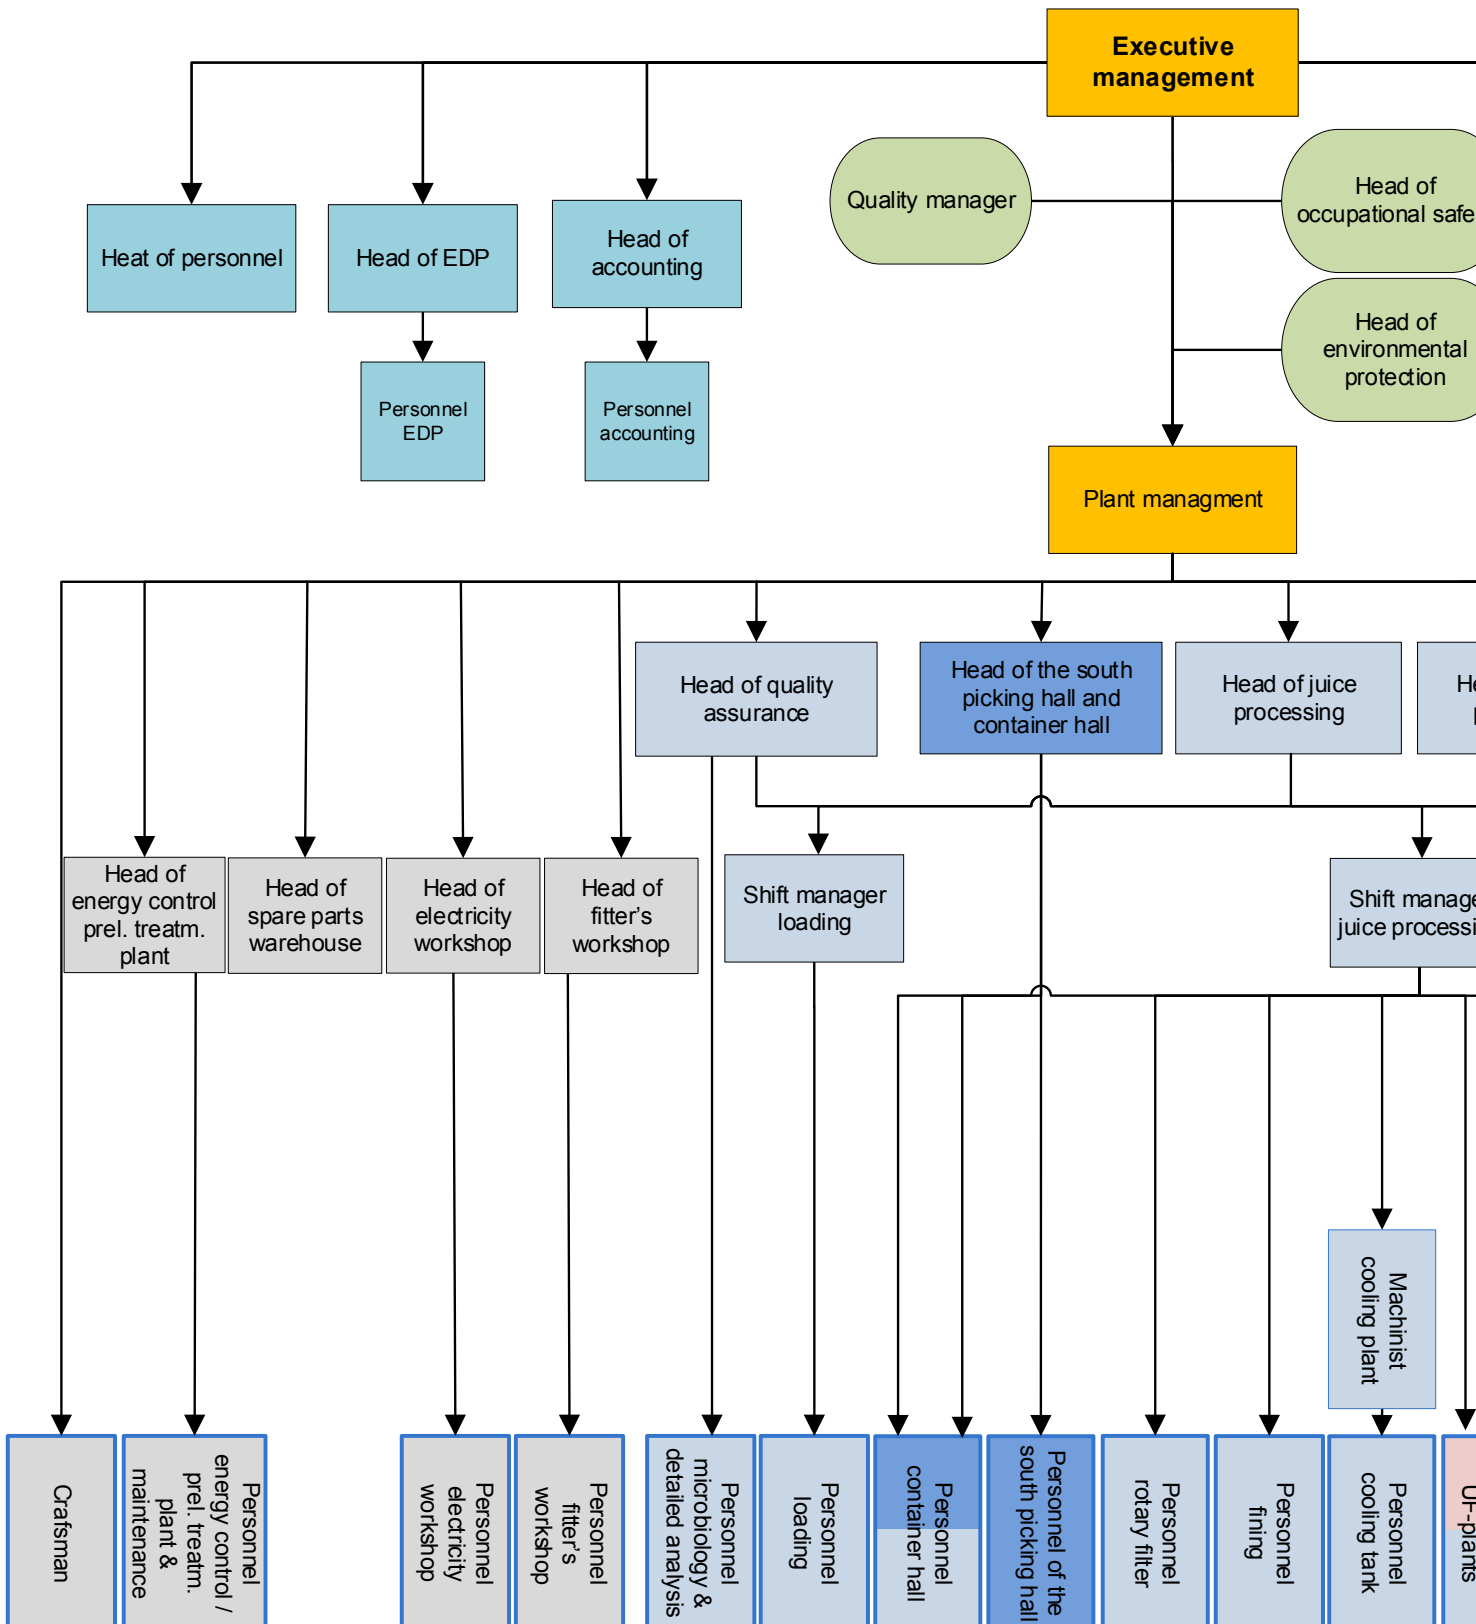 Executive
management
Quality manager
Head of
occupational safe
Heat of personnel
Head of EDP
Head of
accounting
Head of
environmental
protection
Personnel
EDP
Personnel
accounting
Plant managment
Head of quality
assurance
Head of the south
picking hall and
container hall
Head of juice
processing
Head of
energy control
prel. treatm.
plant
Head of
spare parts
warehouse
Head of
electricity
workshop
Head of
fitter's
workshop
Shift manager
loading
Shift manage
juice processi
Machinist
cooling plant
Crafsman
Personnel
energy control /
prel. treatm.
plant &
maintenance
Personnel
electricity
workshop
Personnel
fitter's
workshop
Personnel
microbiology &
detailed analysis
Personnel
loading
Personnel
container hall
Personnel of the
south picking hall
Personnel
rotary filter
Personnel
fining
Personnel
cooling tank
UF-plants